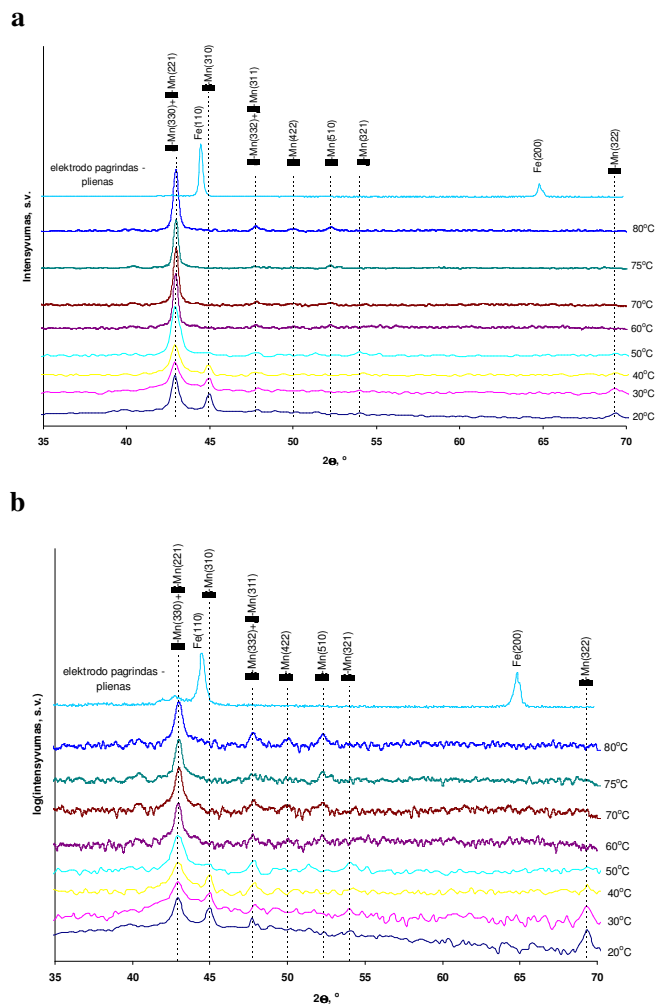 a
-Mn(330)+ -Mn(221)
Fe(110)
-Mn(310)
-Mn(332)+ -Mn(311)
-Mn(422)
-Mn(510)
-Mn(321)
Fe(200)
-Mn(322)
elektrodo pagrindas -
plienas
80°C
75°C
70°C
60°C
50°C
40°C
30°C
20°C
Intensyvumas, s.v.
35 40 45 50 55 60 65 70
2Θ, °
b
-Mn(330)+ -Mn(221)
Fe(110)
-Mn(310)
-Mn(332)+ -Mn(311)
-Mn(422)
-Mn(510)
-Mn(321)
Fe(200)
-Mn(322)
elektrodo pagrindas -
plienas
80°C
75°C
70°C
60°C
50°C
40°C
30°C
20°C
log(intensyvumas, s.v.)
35 40 45 50 55 60 65 70
2Θ, °